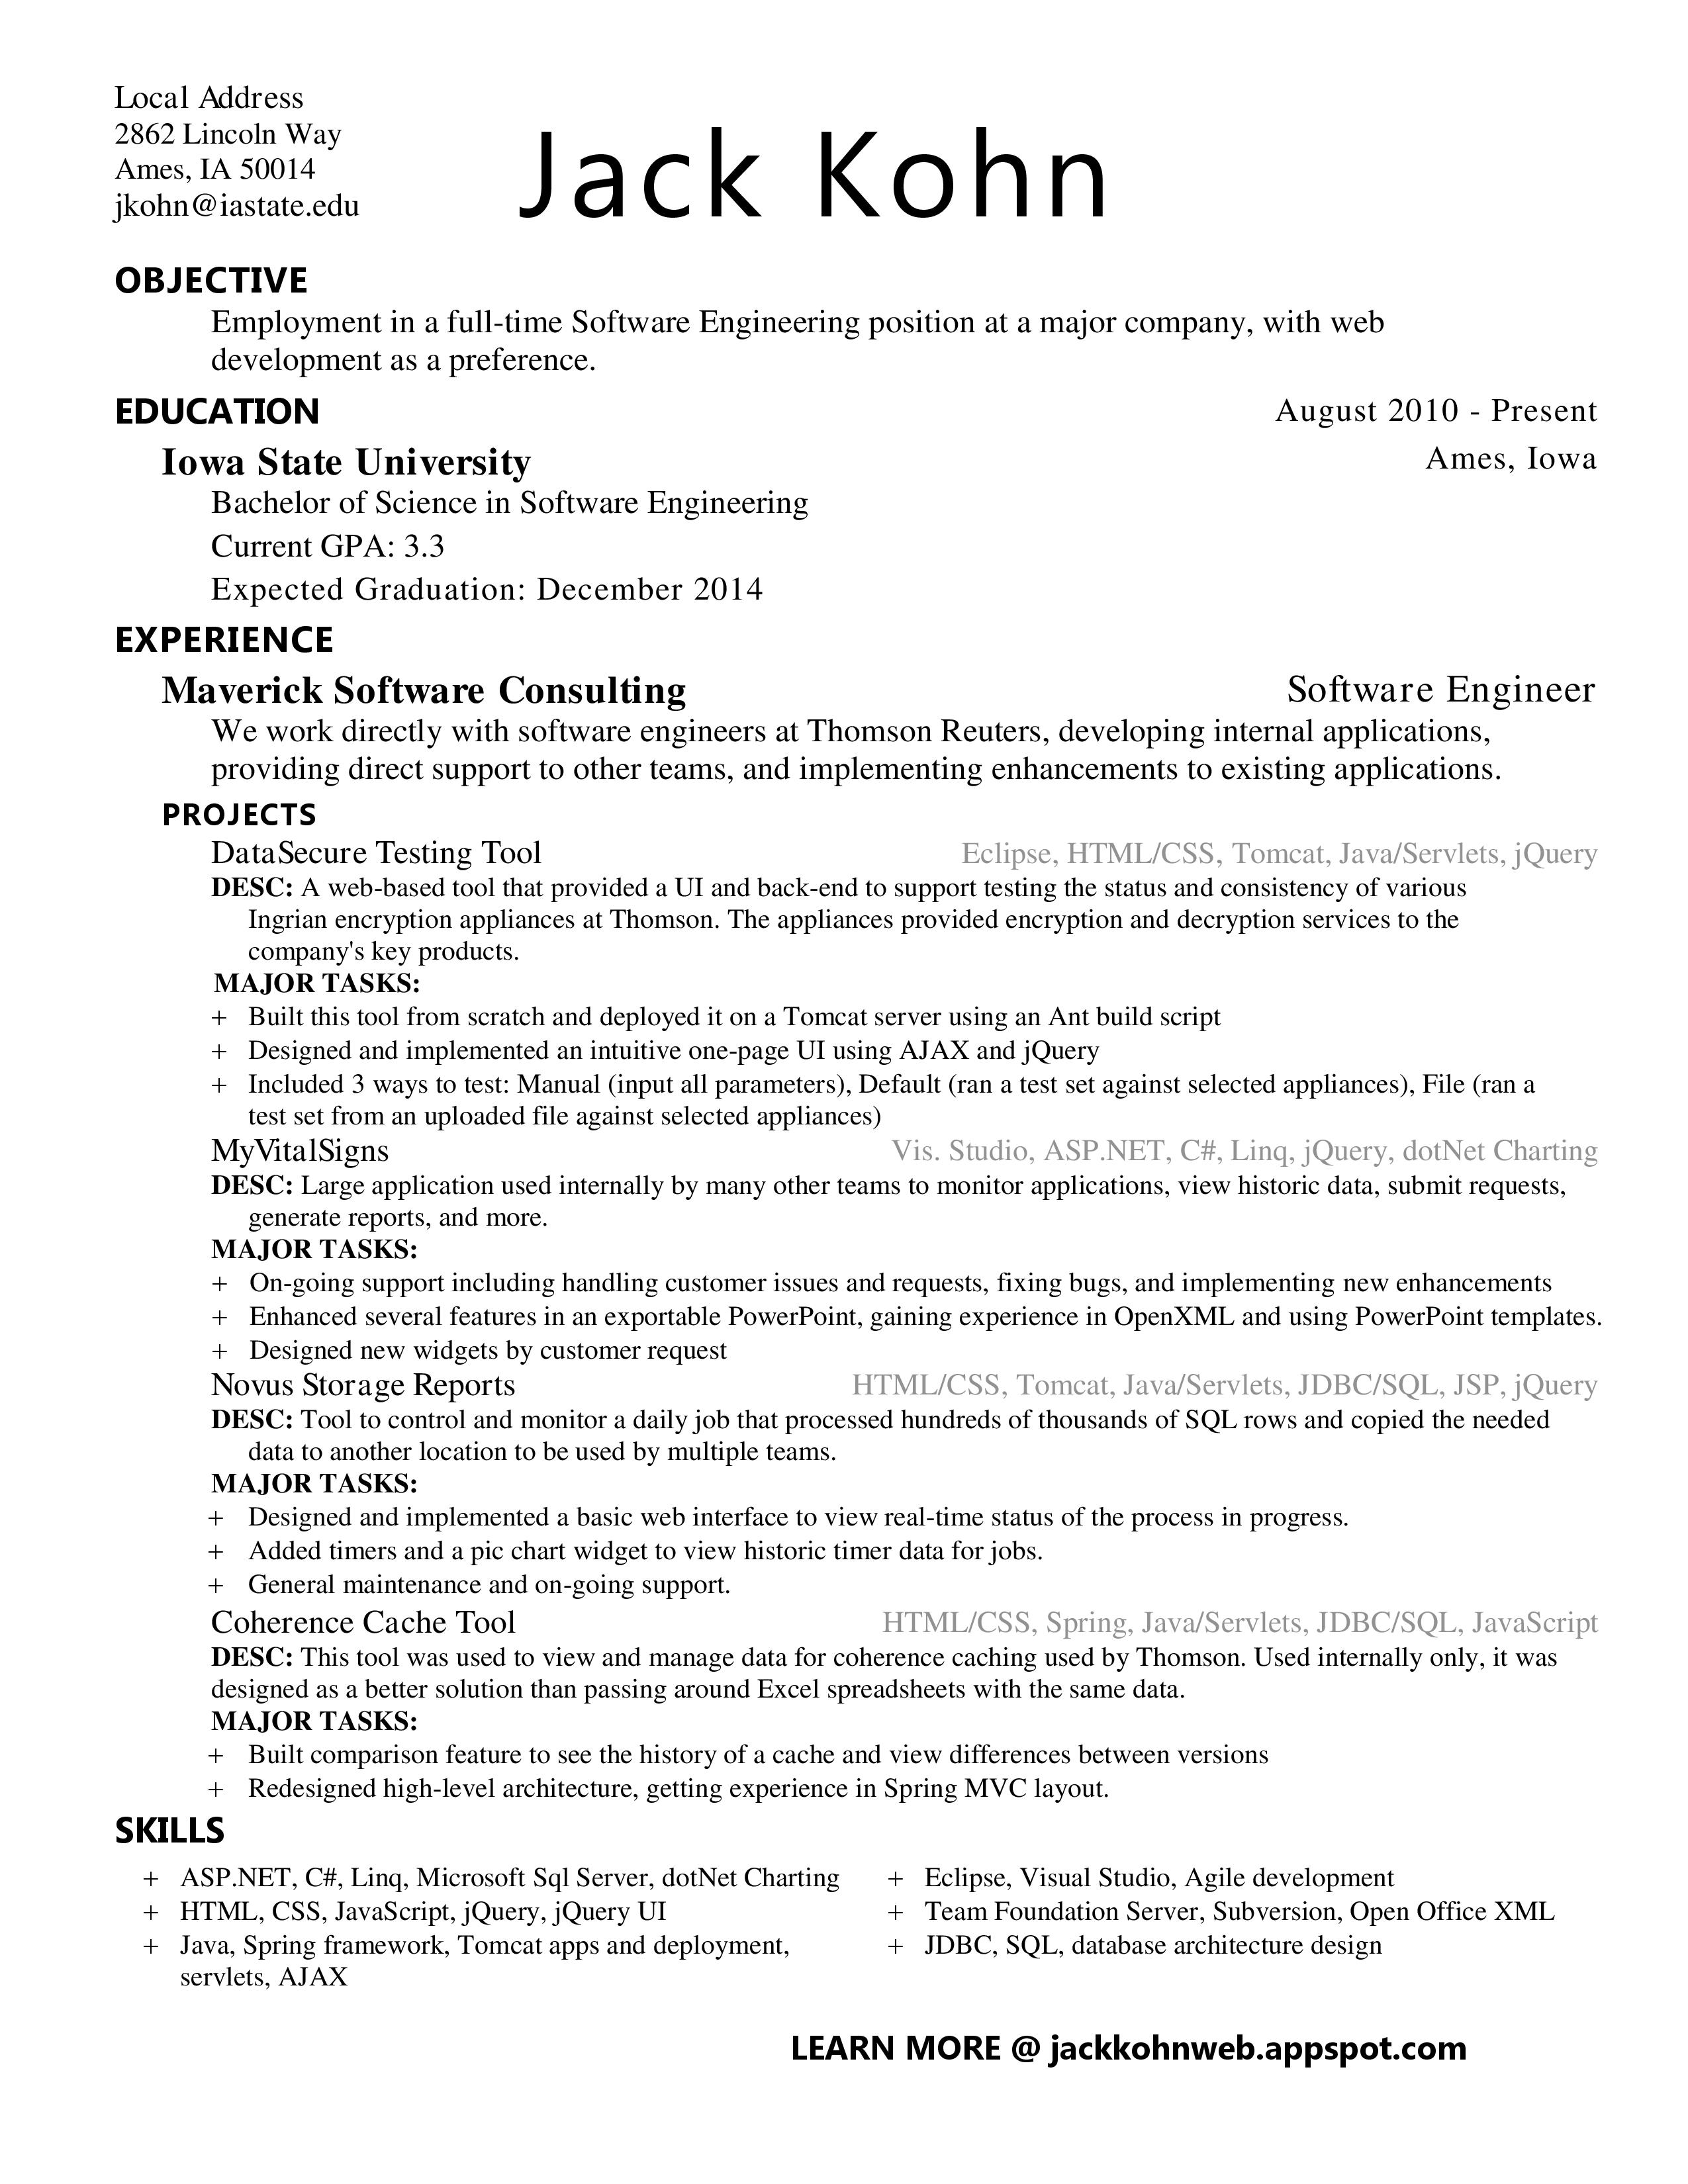 Local Address
2862 Lincoln Way
Ames, IA 50014
jkohn@iastate.edu
Jack Kohn
OBJECTIVE
Employment in a full-time Software Engineering position at a major company, with web
development as a preference.
EDUCATION August 2010 - Present
Iowa State University Ames, Iowa
Bachelor of Science in Software Engineering
Current GPA: 3.3
Expected Graduation: December 2014
EXPERIENCE
Maverick Software Consulting Software Engineer
We work directly with software engineers at Thomson Reuters, developing internal applications,
providing direct support to other teams, and implementing enhancements to existing applications.
PROJECTS
DataSecure Testing Tool Eclipse, HTML/CSS, Tomcat, Java/Servlets, jQuery
DESC: A web-based tool that provided a UI and back-end to support testing the status and consistency of various
Ingrian encryption appliances at Thomson. The appliances provided encryption and decryption services to the
company's key products.
MAJOR TASKS:
+ Built this tool from scratch and deployed it on a Tomcat server using an Ant build script
+ Designed and implemented an intuitive one-page UI using AJAX and jQuery
+ Included 3 ways to test: Manual (input all parameters), Default (ran a test set against selected appliances), File (ran a
test set from an uploaded file against selected appliances)
MyVitalSigns Vis. Studio, ASP.NET, C#, Linq, jQuery, dotNet Charting
DESC: Large application used internally by many other teams to monitor applications, view historic data, submit requests,
generate reports, and more.
MAJOR TASKS:
+ On-going support including handling customer issues and requests, fixing bugs, and implementing new enhancements
+ Enhanced several features in an exportable PowerPoint, gaining experience in OpenXML and using PowerPoint templates.
+ Designed new widgets by customer request
Novus Storage Reports HTML/CSS, Tomcat, Java/Servlets, JDBC/SQL, JSP, jQuery
DESC: Tool to control and monitor a daily job that processed hundreds of thousands of SQL rows and copied the needed
data to another location to be used by multiple teams.
MAJOR TASKS:
+ Designed and implemented a basic web interface to view real-time status of the process in progress.
+ Added timers and a pic chart widget to view historic timer data for jobs.
+ General maintenance and on-going support.
Coherence Cache Tool HTML/CSS, Spring, Java/Servlets, JDBC/SQL, JavaScript
DESC: This tool was used to view and manage data for coherence caching used by Thomson. Used internally only, it was
designed as a better solution than passing around Excel spreadsheets with the same data.
MAJOR TASKS:
+ Built comparison feature to see the history of a cache and view differences between versions
+ Redesigned high-level architecture, getting experience in Spring MVC layout.
SKILLS
+ ASP.NET, C#, Linq, Microsoft Sql Server, dotNet Charting
+ HTML, CSS, JavaScript, jQuery, jQuery UI
+ Java, Spring framework, Tomcat apps and deployment,
servlets, AJAX
+ Eclipse, Visual Studio, Agile development
+ Team Foundation Server, Subversion, Open Office XML
+ JDBC, SQL, database architecture design
LEARN MORE @ jackkohnweb.appspot.com